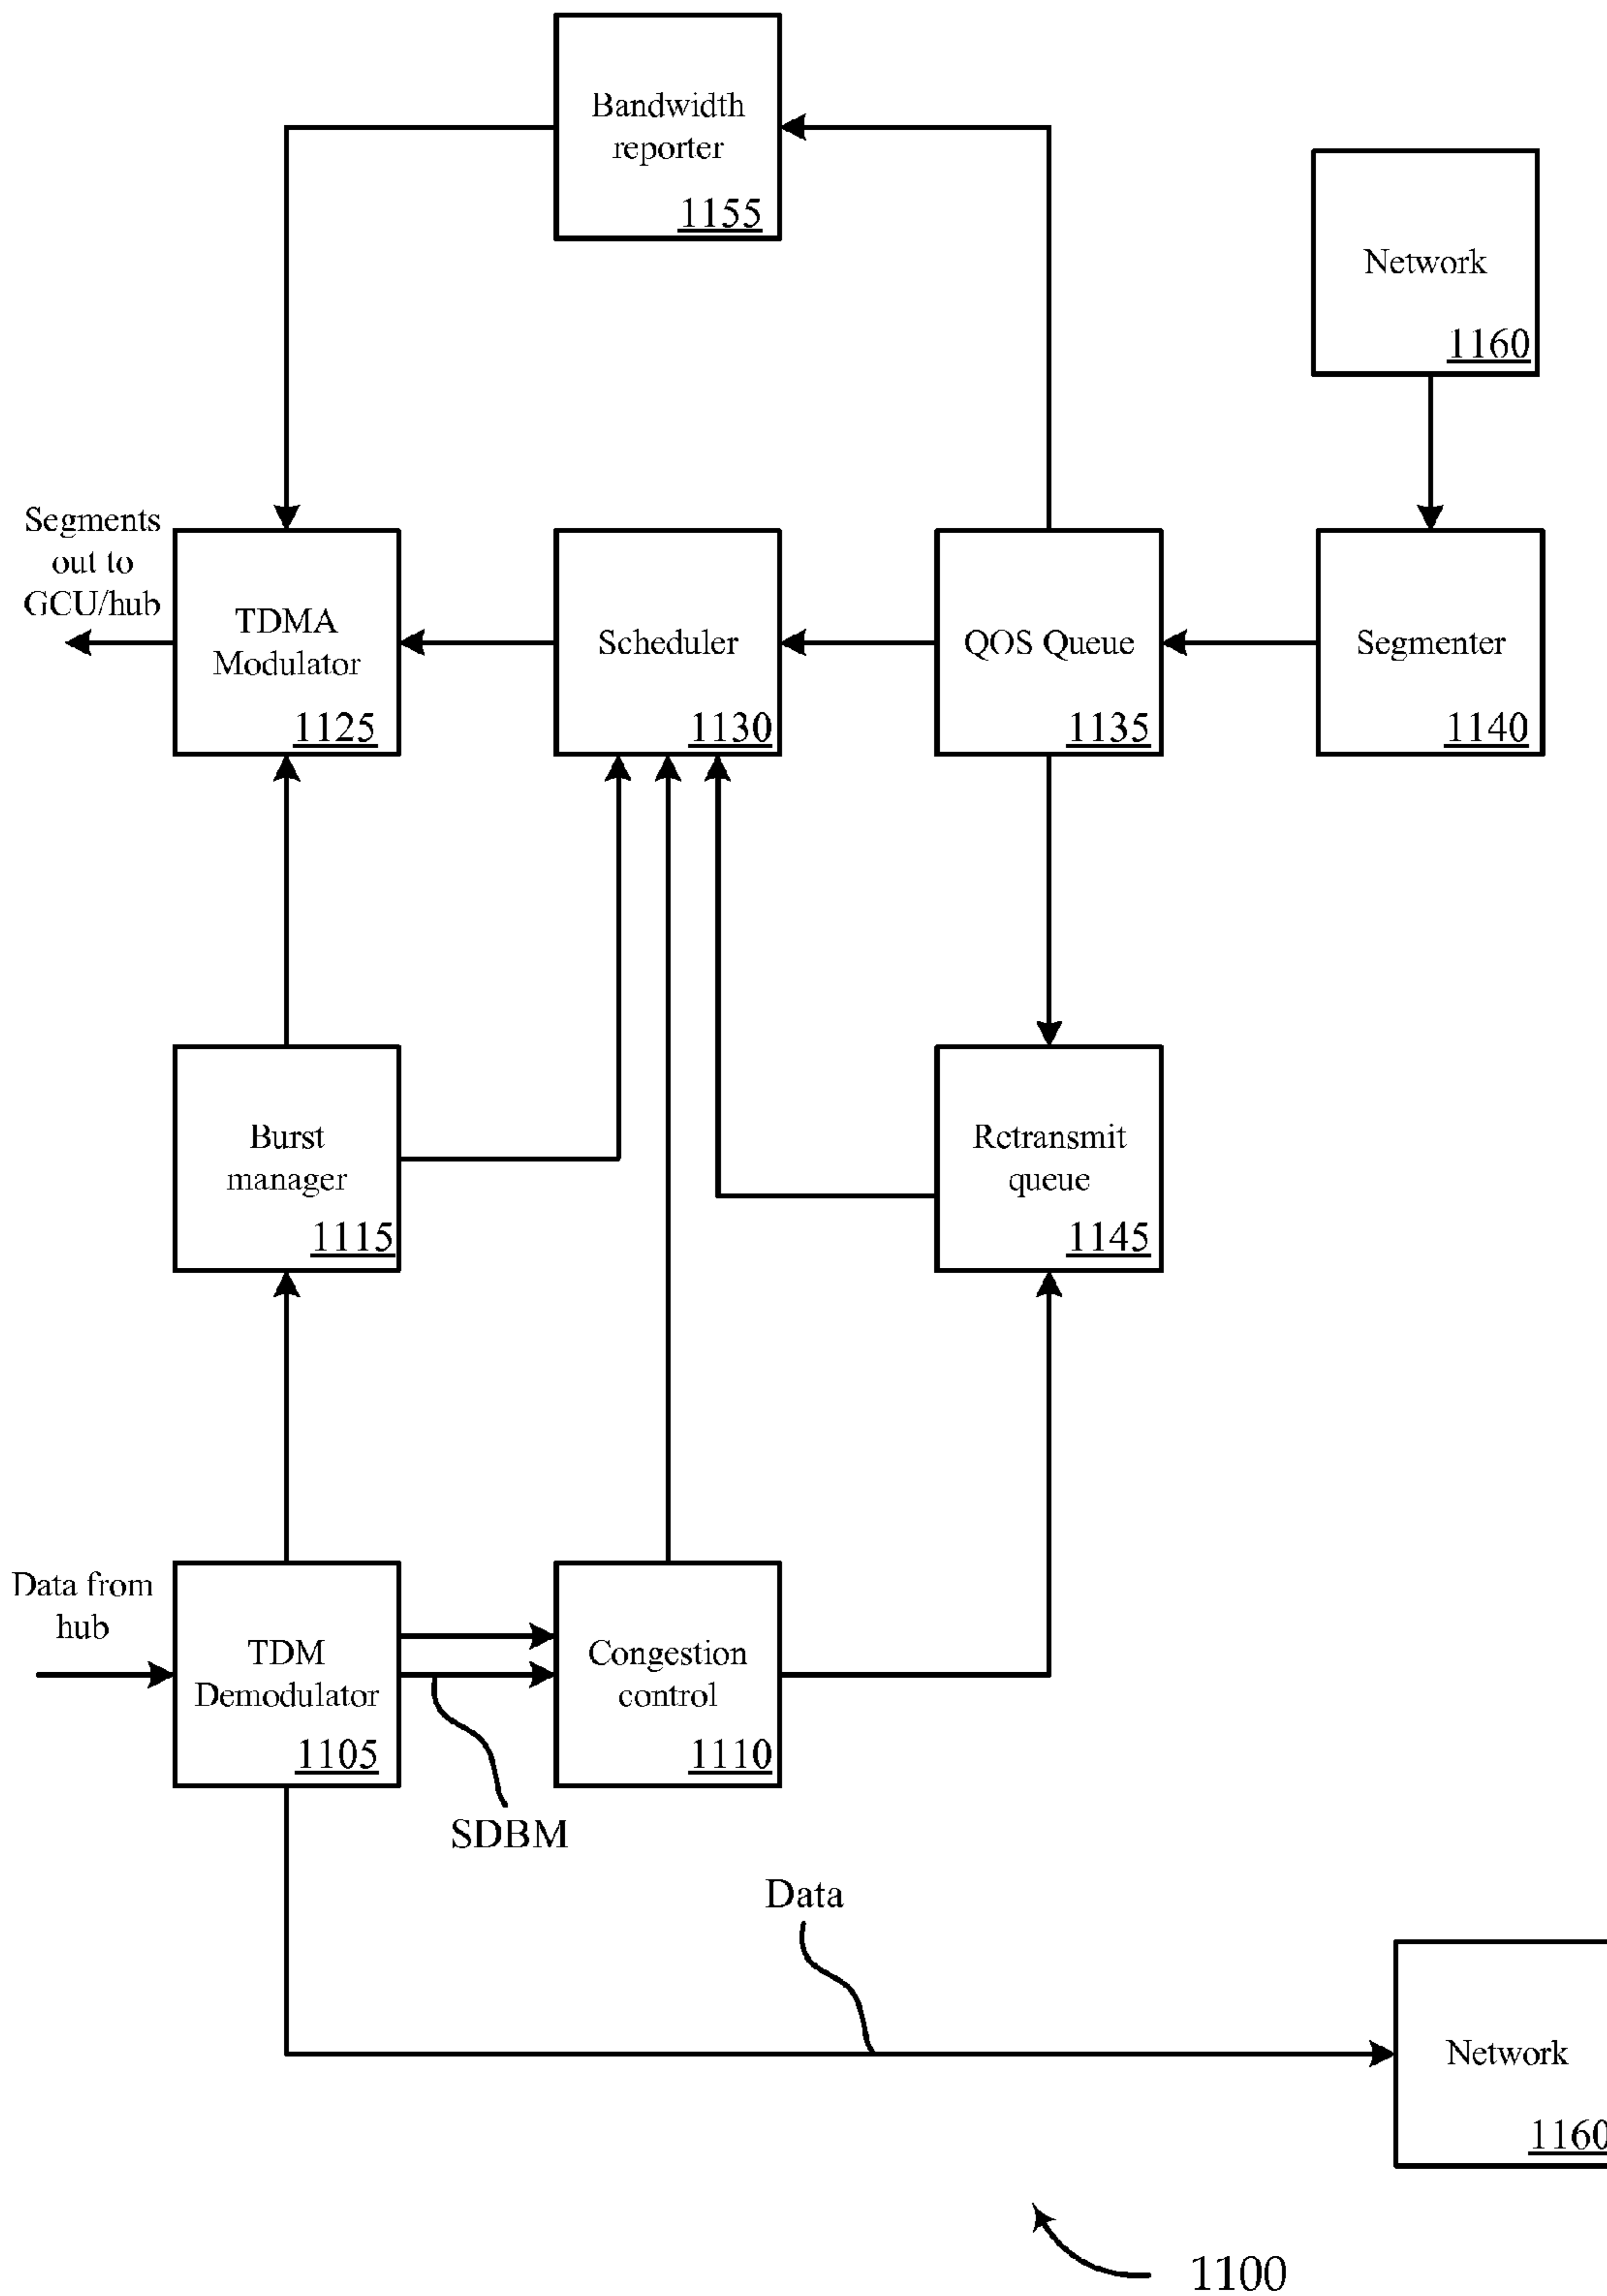 Bandwidth
reporter
1155
Network
1160
Segments
out to
GCU/hub
TDMA
Modulator
1125
Scheduler
1130
QOS Queue
1135
Segmenter
1140
Burst
manager
1115
Retransmit
queue
1145
Data from
hub
TDM
Demodulator
1105
Congestion
control
1110
SDBM
Data
Network
1160
1100